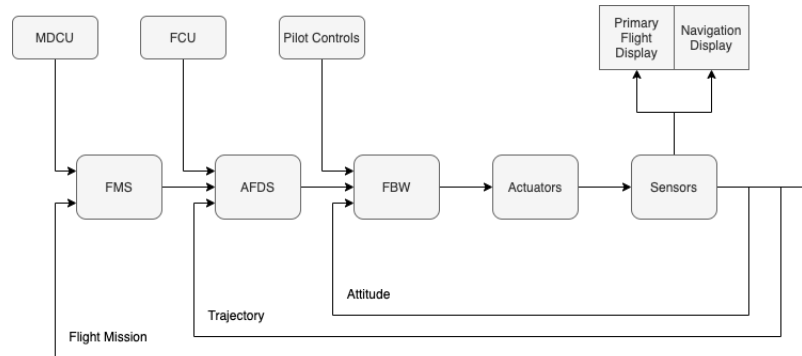 MDCU
FCU
Pilot Controls
Primary
Flight
Display
Navigation
Display
FMS
AFDS
FBW
Actuators
Sensors
Attitude
Trajectory
Flight Mission